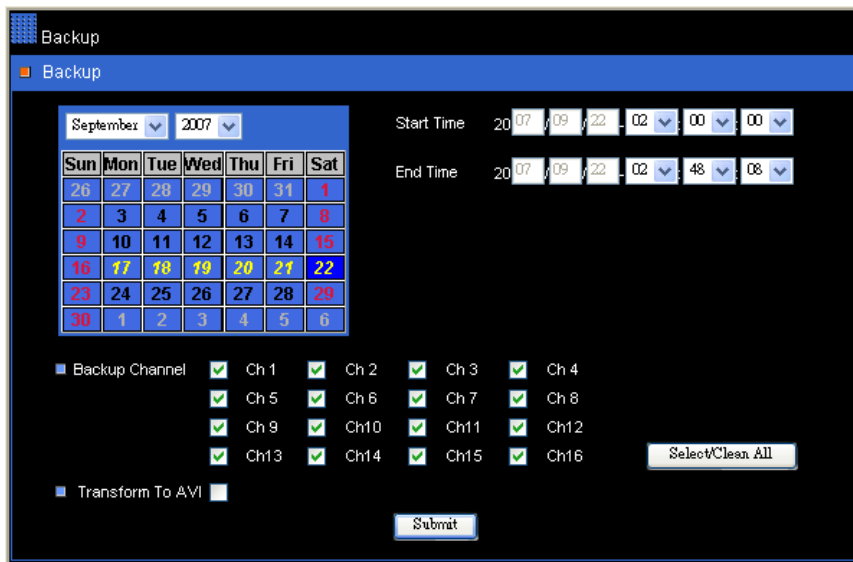 Backup
Backup
September 2007
Sun Mon Tue Wed Thu Fri Sat
26 27 28 29 30 31 1
2 3 4 5 6 7 8
9 10 11 12 13 14 15
16 17 18 19 20 21 22
23 24 25 26 27 28 29
30 1 2 3 4 5 6
Start Time 20 07 / 09 / 22 - 02 : 00 : 00
End Time 20 07 / 09 / 22 - 02 : 48 : 08
Backup Channel Ch 1 Ch 2 Ch 3 Ch 4
Ch 5 Ch 6 Ch 7 Ch 8
Ch 9 Ch10 Ch11 Ch12
Ch13 Ch14 Ch15 Ch16
Select/Clean All
Transform To AVI
Submit